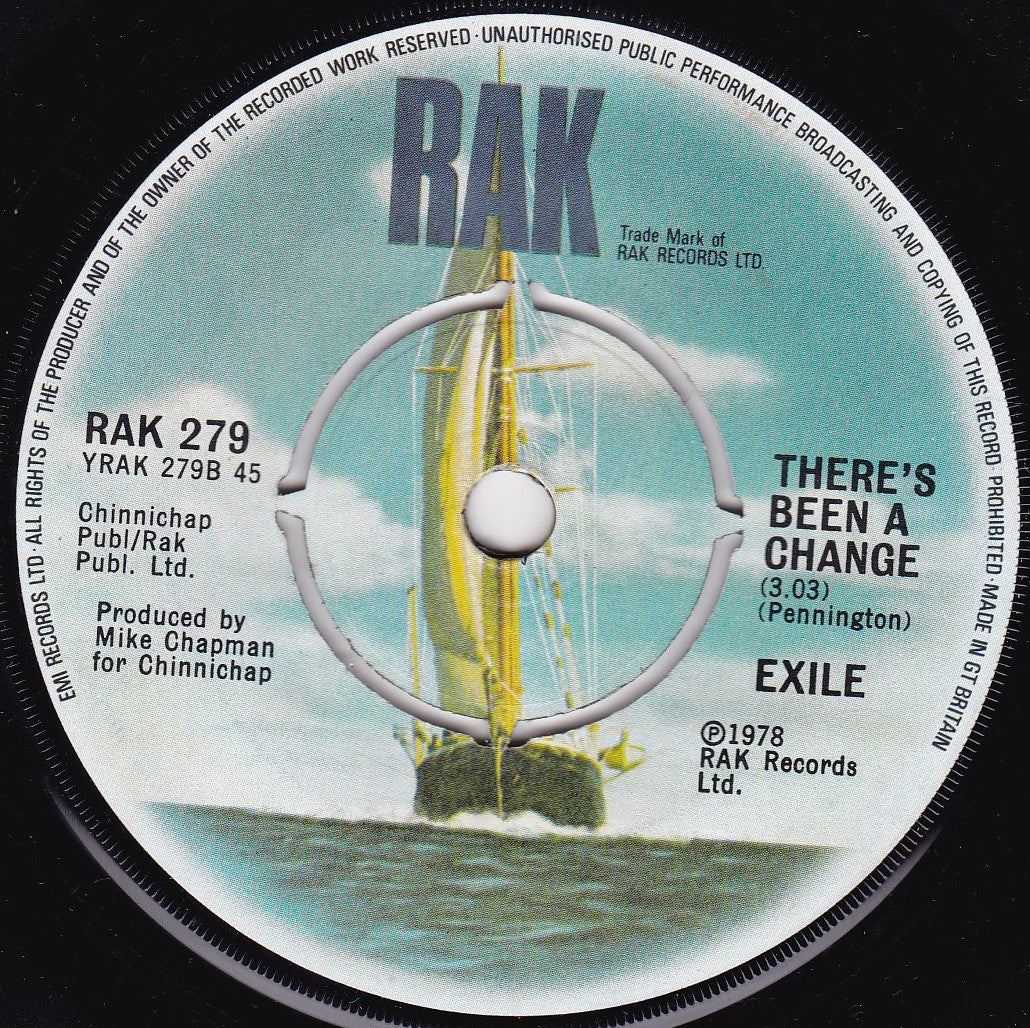 EMI RECORDS LTD · ALL RIGHTS OF THE PRODUCER AND OF THE OWNER OF THE RECORDED WORK RESERVED · UNAUTHORISED PUBLIC PERFORMANCE BROADCASTING AND COPYING OF THIS RECORD · PROHIBITED · MADE IN GT BRITAIN
RAK
Trade Mark of
RAK RECORDS LTD.
RAK 279
YRAK 279B 45
Chinnichap
Publ/Rak
Publ. Ltd.
Produced by
Mike Chapman
for Chinnichap
THERE'S
BEEN A
CHANGE
(3.03)
(Pennington)
EXILE
℗1978
RAK Records
Ltd.